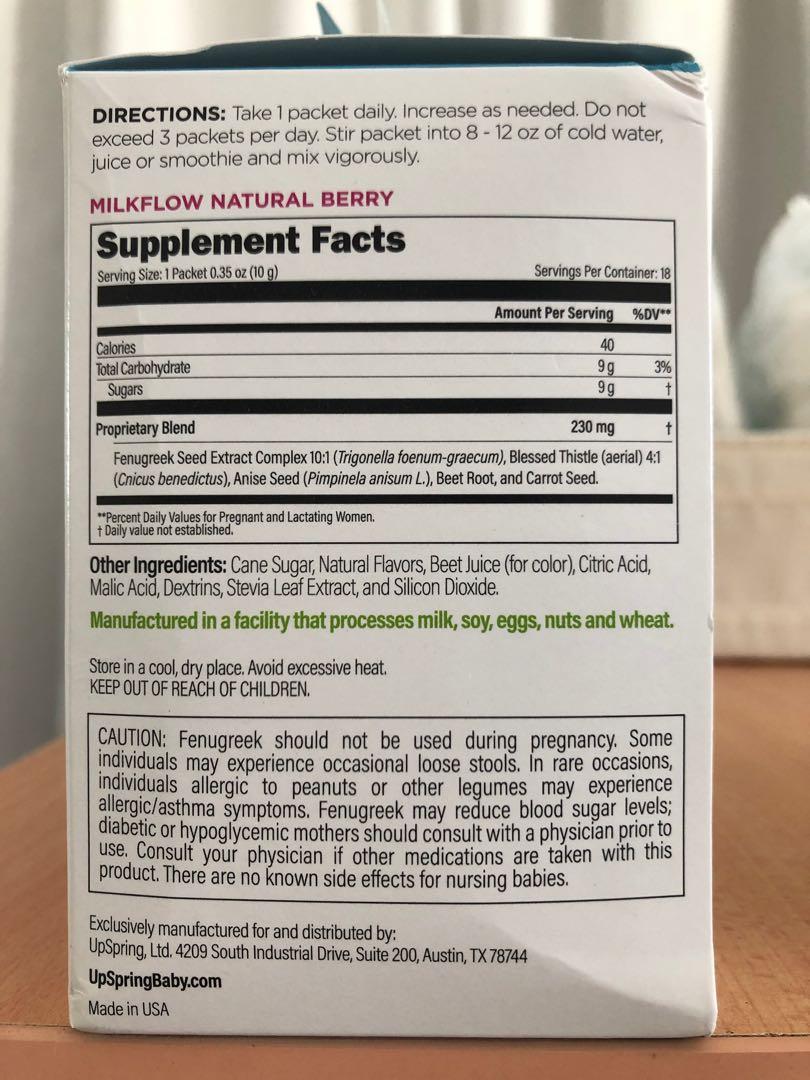 DIRECTIONS: Take 1 packet daily. Increase as needed. Do not
exceed 3 packets per day. Stir packet into 8 - 12 oz of cold water,
juice or smoothie and mix vigorously.
MILKFLOW NATURAL BERRY
Supplement Facts
Serving Size: 1 Packet 0.35 oz (10 g) Servings Per Container: 18
Amount Per Serving %DV**
Calories 40
Total Carbohydrate 9 g 3%
Sugars 9 g †
Proprietary Blend 230 mg †
Fenugreek Seed Extract Complex 10:1 (Trigonella foenum-graecum), Blessed Thistle (aerial) 4:1
(Cnicus benedictus), Anise Seed (Pimpinela anisum L.), Beet Root, and Carrot Seed.
**Percent Daily Values for Pregnant and Lactating Women.
† Daily value not established.
Other Ingredients: Cane Sugar, Natural Flavors, Beet Juice (for color), Citric Acid,
Malic Acid, Dextrins, Stevia Leaf Extract, and Silicon Dioxide.
Manufactured in a facility that processes milk, soy, eggs, nuts and wheat.
Store in a cool, dry place. Avoid excessive heat.
KEEP OUT OF REACH OF CHILDREN.
CAUTION: Fenugreek should not be used during pregnancy. Some
individuals may experience occasional loose stools. In rare occasions,
individuals allergic to peanuts or other legumes may experience
allergic/asthma symptoms. Fenugreek may reduce blood sugar levels;
diabetic or hypoglycemic mothers should consult with a physician prior to
use. Consult your physician if other medications are taken with this
product. There are no known side effects for nursing babies.
Exclusively manufactured for and distributed by:
UpSpring, Ltd. 4209 South Industrial Drive, Suite 200, Austin, TX 78744
UpSpringBaby.com
Made in USA